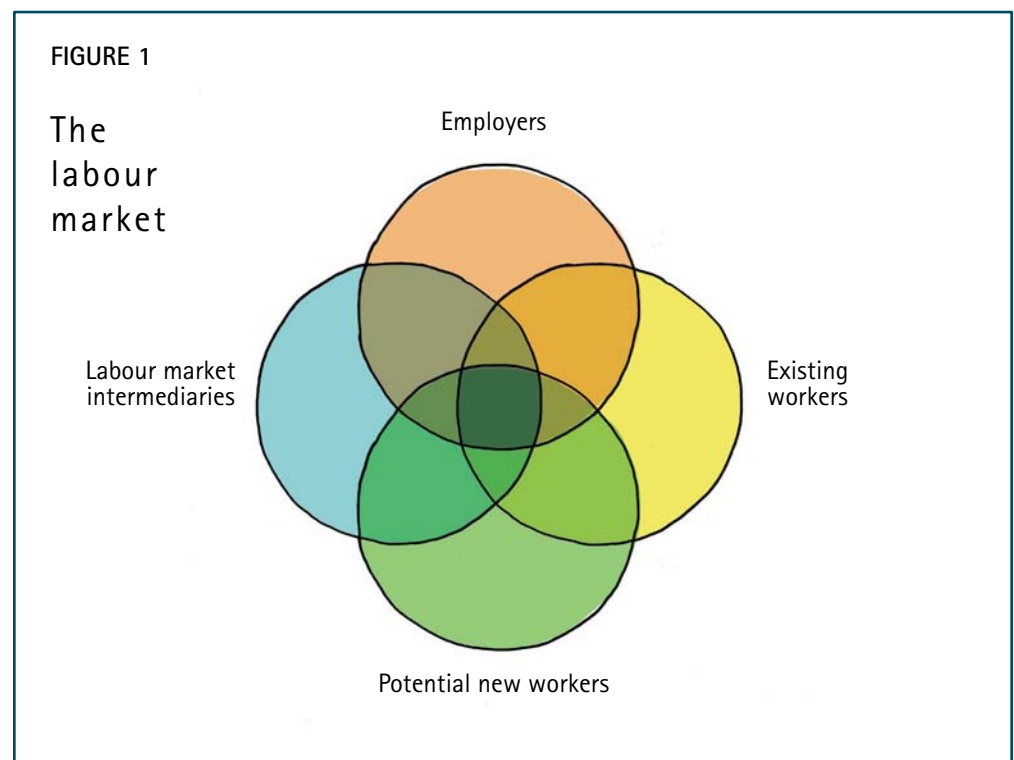 FIGURE 1
The
labour
market
Employers
Labour market
intermediaries
Existing
workers
Potential new workers